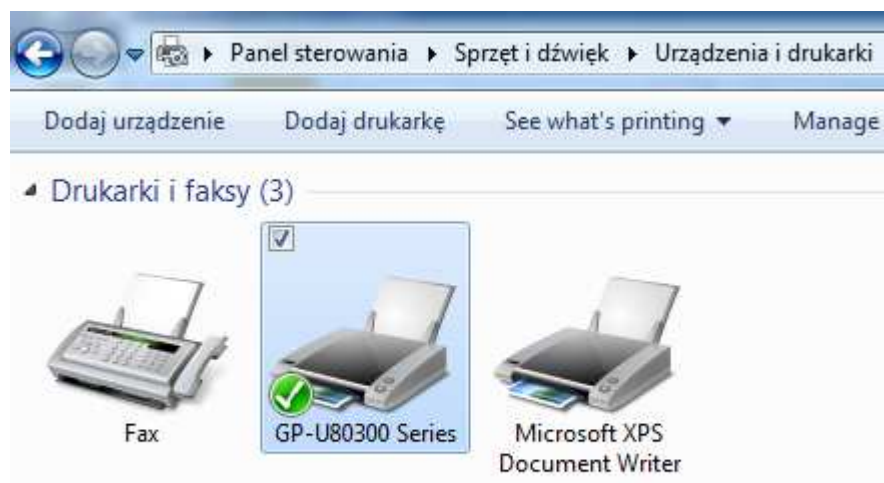 Panel sterowania ▸ Sprzęt i dźwięk ▸ Urządzenia i drukarki
Dodaj urządzenie Dodaj drukarkę See what's printing ▾ Manage
Drukarki i faksy (3)
Fax GP-U80300 Series Microsoft XPS
Document Writer